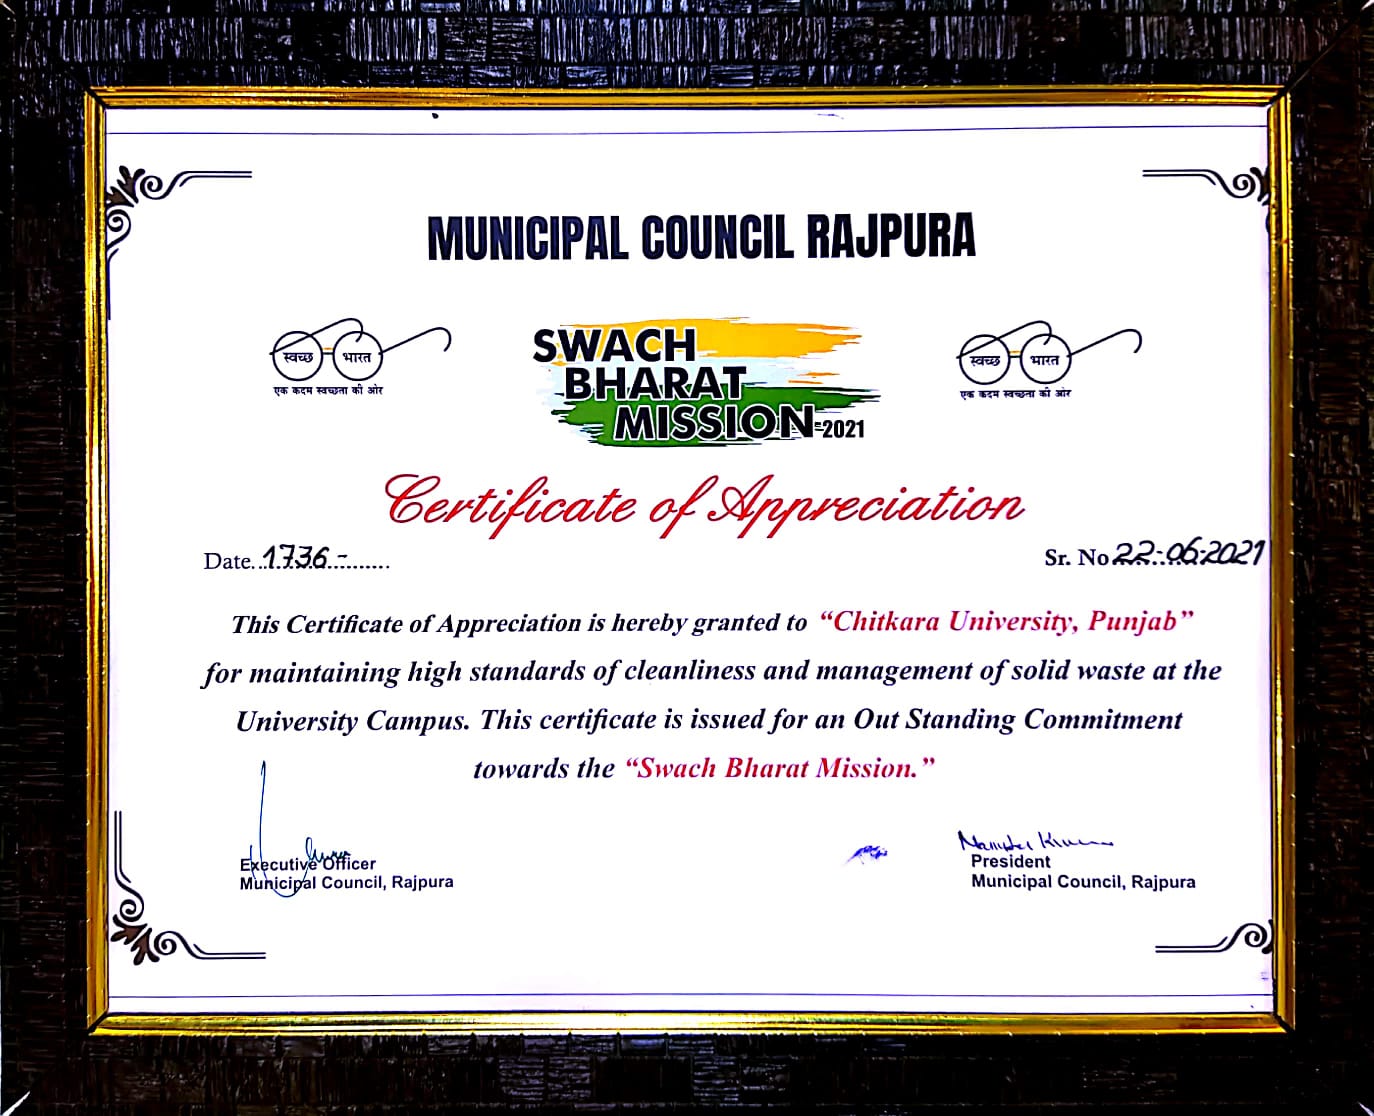 MUNICIPAL COUNCIL RAJPURA
स्वच्छ भारत
एक कदम स्वच्छता की ओर
SWACH
BHARAT
MISSION-2021
स्वच्छ भारत
एक कदम स्वच्छता की ओर
Certificate of Appreciation
Date..1736.-.........
Sr. No 22-06-2021
This Certificate of Appreciation is hereby granted to “Chitkara University, Punjab”
for maintaining high standards of cleanliness and management of solid waste at the
University Campus. This certificate is issued for an Out Standing Commitment
towards the “Swach Bharat Mission.”
Executive Officer
Municipal Council, Rajpura
President
Municipal Council, Rajpura